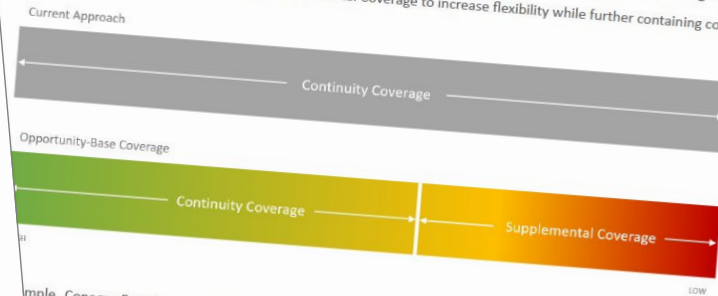 Coverage to increase flexibility while further containing
Current Approach
Continuity Coverage
Opportunity-Base Coverage
Continuity Coverage
Supplemental Coverage
LOW